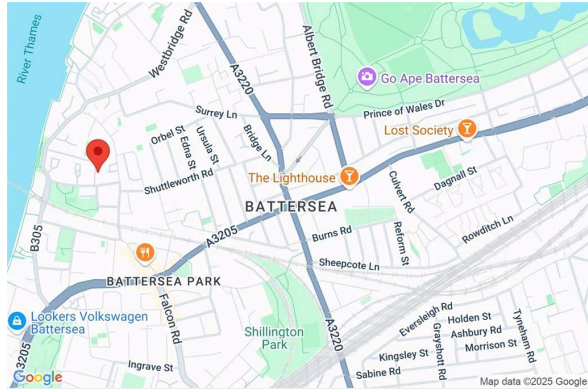 River Thames
Westbridge Rd
A3220
Albert Bridge Rd
Go Ape Battersea
Surrey Ln
Prince of Wales Dr
Orbel St
Edna St
Ursula St
Bridge Ln
Lost Society
Shuttleworth Rd
The Lighthouse
Culvert Rd
Dagnall St
BATTERSEA
A3205
Burns Rd
Reform St
Rowditch Ln
B305
Sheepcote Ln
BATTERSEA PARK
Lookers Volkswagen
Battersea
Falcon Rd
Shillington
Park
A3220
Eversleigh Rd
Holden St
Ashbury Rd
Morrison St
Grayshott Rd
Tyneham Rd
A3205
Ingrave St
Kingsley St
Sabine Rd
Google
Map data ©2025 Google